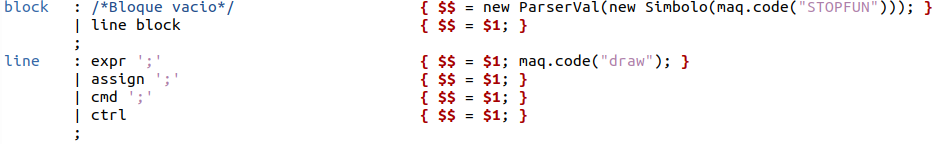 block   : /*Bloque vacio*/                     { $$ = new ParserVal(new Simbolo(maq.code("STOPFUN"))); }
        | line block                           { $$ = $1; }
        ;
line    : expr ';'                             { $$ = $1; maq.code("draw"); }
        | assign ';'                           { $$ = $1; }
        | cmd ';'                              { $$ = $1; }
        | ctrl                                 { $$ = $1; }
        ;